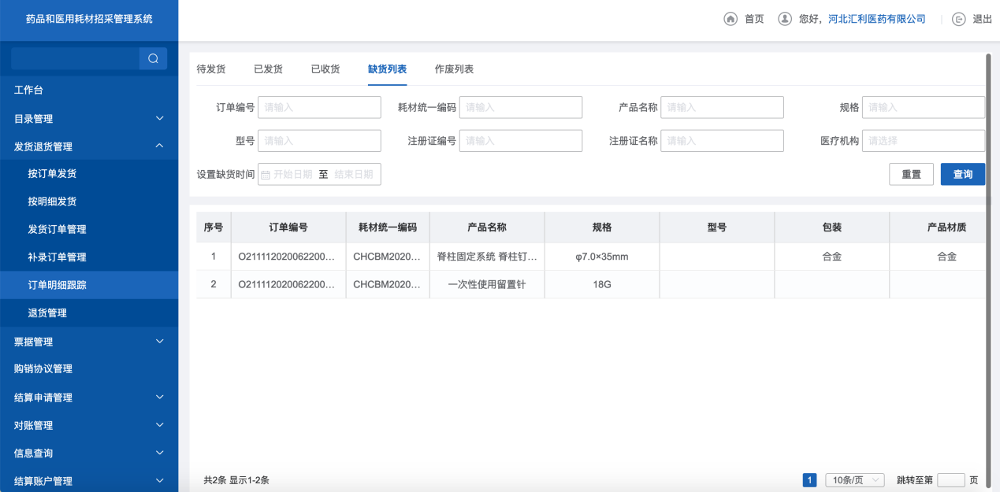 药品和医用耗材招采管理系统
首页 您好，河北汇利医药有限公司 退出
工作台
目录管理
发货退货管理
按订单发货
按明细发货
发货订单管理
补录订单管理
订单明细跟踪
退货管理
票据管理
购销协议管理
结算申请管理
对账管理
信息查询
结算账户管理
待发货 已发货 已收货 缺货列表 作废列表
订单编号 请输入 耗材统一编码 请输入 产品名称 请输入 规格 请输入
型号 请输入 注册证编号 请输入 注册证名称 请输入 医疗机构 请选择
设置缺货时间 开始日期 至 结束日期 重置 查询
序号 订单编号 耗材统一编码 产品名称 规格 型号 包装 产品材质
1 O211112020062200... CHCBM2020... 脊柱固定系统 脊柱钉... φ7.0×35mm 合金 合金
2 O211112020062200... CHCBM2020... 一次性使用留置针 18G
共2条 显示1-2条 1 10条/页 跳转至第 页